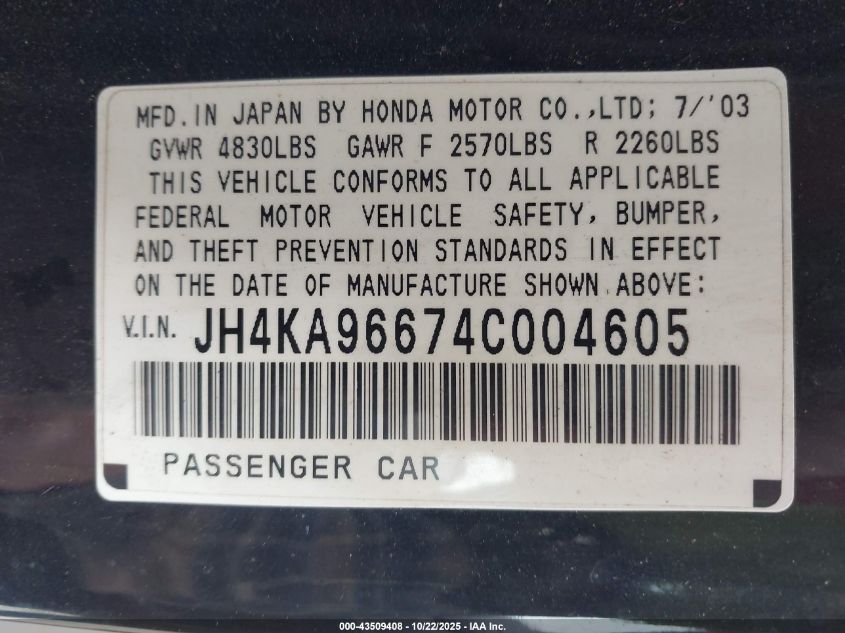 MFD. IN JAPAN BY HONDA MOTOR CO.,LTD; 7/'03
GVWR 4830LBS GAWR F 2570LBS R 2260LBS
THIS VEHICLE CONFORMS TO ALL APPLICABLE
FEDERAL MOTOR VEHICLE SAFETY, BUMPER,
AND THEFT PREVENTION STANDARDS IN EFFECT
ON THE DATE OF MANUFACTURE SHOWN ABOVE:
V.I.N. JH4KA96674C004605
PASSENGER CAR
000-43509408 - 10/22/2025 - IAA Inc.